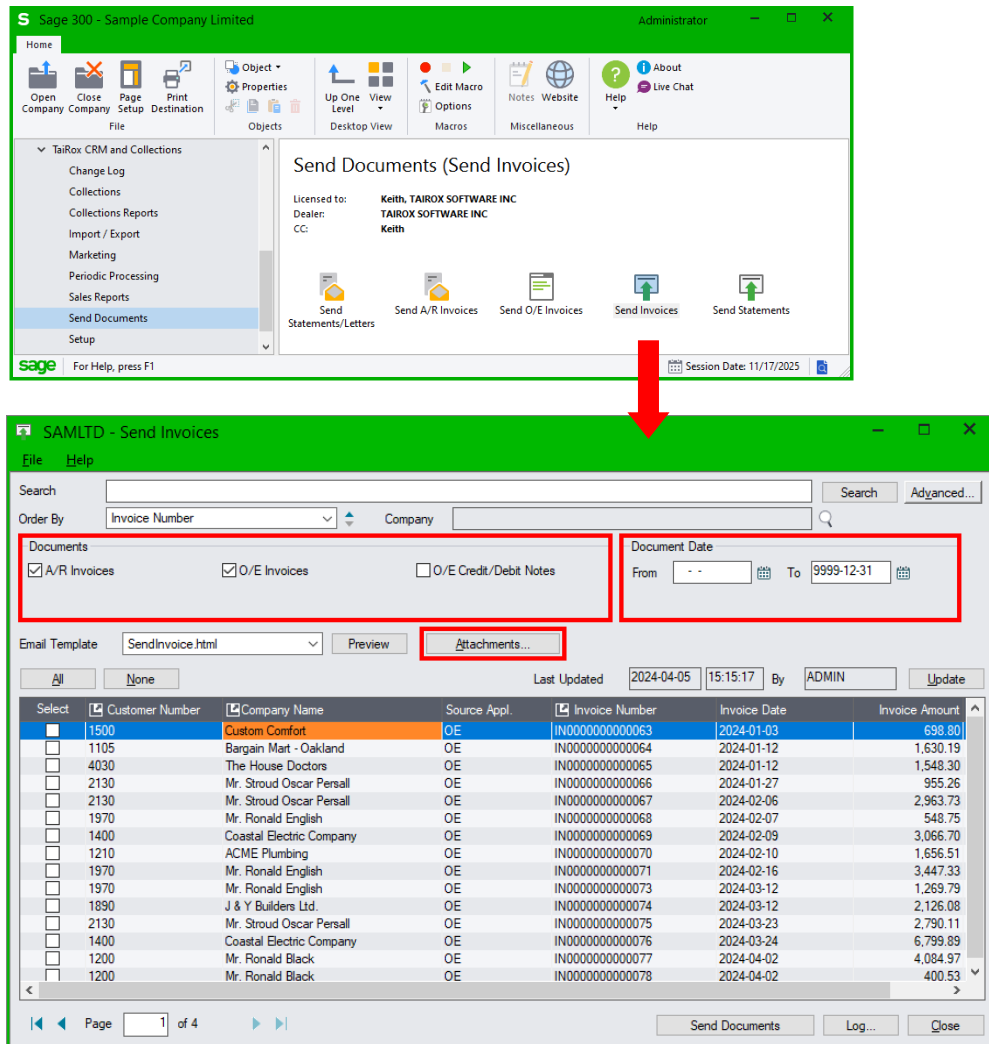 S Sage 300 - Sample Company Limited Administrator
Home
Open Company Close Company Page Setup Print Destination
File
Object
Properties
Objects
Up One Level View
Desktop View
Edit Macro
Options
Macros
Notes Website
Miscellaneous
Help
About
Live Chat
Help
TaiRox CRM and Collections
Change Log
Collections
Collections Reports
Import / Export
Marketing
Periodic Processing
Sales Reports
Send Documents
Setup
Send Documents (Send Invoices)
Licensed to: Keith, TAIROX SOFTWARE INC
Dealer: TAIROX SOFTWARE INC
CC: Keith
Send Statements/Letters Send A/R Invoices Send O/E Invoices Send Invoices Send Statements
sage For Help, press F1 Session Date: 11/17/2025
SAMLTD - Send Invoices
File Help
Search Search Advanced...
Order By Invoice Number Company
Documents Document Date
A/R Invoices O/E Invoices O/E Credit/Debit Notes From - - To 9999-12-31
Email Template SendInvoice.html Preview Attachments...
All None Last Updated 2024-04-05 15:15:17 By ADMIN Update
Select Customer Number Company Name Source Appl. Invoice Number Invoice Date Invoice Amount
1500 Custom Comfort OE IN0000000000063 2024-01-03 698.80
1105 Bargain Mart - Oakland OE IN0000000000064 2024-01-12 1,630.19
4030 The House Doctors OE IN0000000000065 2024-01-12 1,548.30
2130 Mr. Stroud Oscar Persall OE IN0000000000066 2024-01-27 955.26
2130 Mr. Stroud Oscar Persall OE IN0000000000067 2024-02-06 2,963.73
1970 Mr. Ronald English OE IN0000000000068 2024-02-07 548.75
1400 Coastal Electric Company OE IN0000000000069 2024-02-09 3,066.70
1210 ACME Plumbing OE IN0000000000070 2024-02-10 1,656.51
1970 Mr. Ronald English OE IN0000000000071 2024-02-16 3,447.33
1970 Mr. Ronald English OE IN0000000000073 2024-03-12 1,269.79
1890 J & Y Builders Ltd. OE IN0000000000074 2024-03-12 2,126.08
2130 Mr. Stroud Oscar Persall OE IN0000000000075 2024-03-23 2,790.11
1400 Coastal Electric Company OE IN0000000000076 2024-03-24 6,799.89
1200 Mr. Ronald Black OE IN0000000000077 2024-04-02 4,084.97
1200 Mr. Ronald Black OE IN0000000000078 2024-04-02 400.53
Page 1 of 4 Send Documents Log... Close